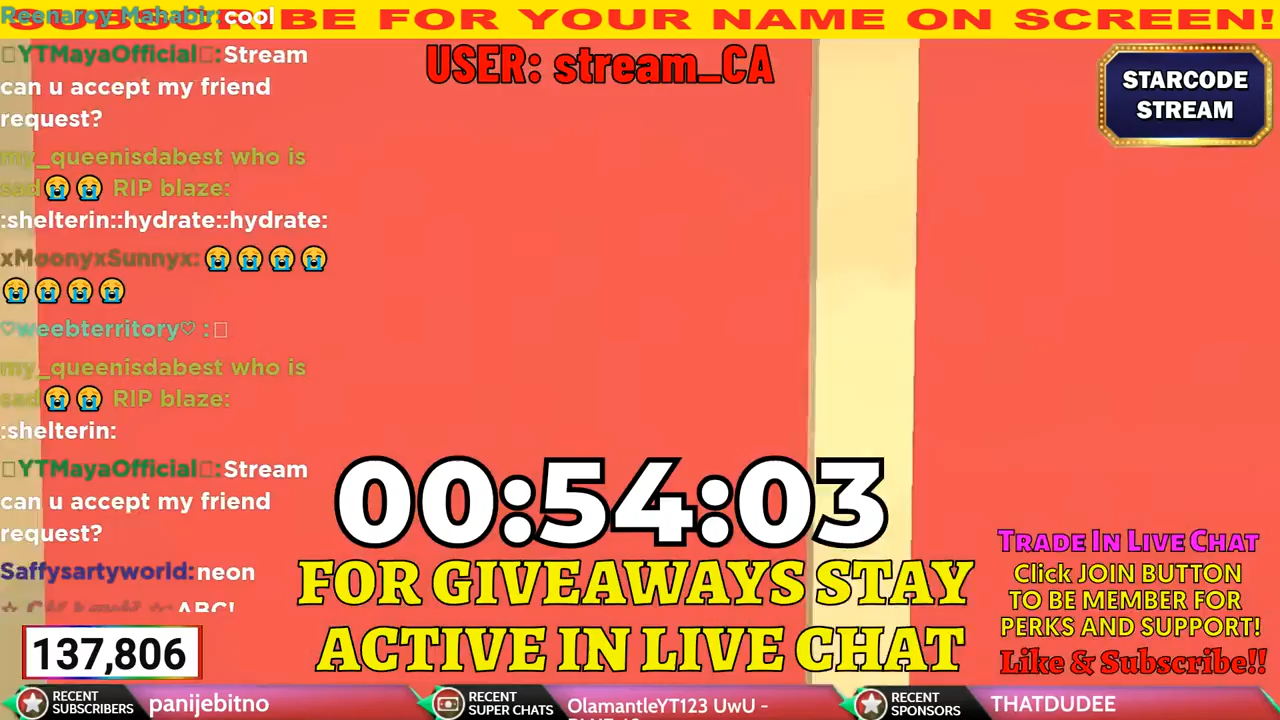 SUBSCRIBE FOR YOUR NAME ON SCREEN!
Reenaroy Mahabir: cool
YTMayaOfficial: Stream
can u accept my friend
request?
my_queenisdabest who is
sad😭😭 RIP blaze:
:shelterin::hydrate::hydrate:
xMoonyxSunnyx: 😭😭😭😭
😭😭😭😭
♡weebterritory♡ :
my_queenisdabest who is
sad😭😭 RIP blaze:
:shelterin:
YTMayaOfficial: Stream
can u accept my friend
request?
Saffysartyworld: neon
ABC!
137,806
USER: stream_CA
STARCODE
STREAM
00:54:03
FOR GIVEAWAYS STAY
ACTIVE IN LIVE CHAT
TRADE IN LIVE CHAT
Click JOIN BUTTON
TO BE MEMBER FOR
PERKS AND SUPPORT!
Like & Subscribe!!
RECENT
SUBSCRIBERS
panijebitno
RECENT
SUPER CHATS
OlamantleYT123 UwU -
RECENT
SPONSORS
THATDUDEE